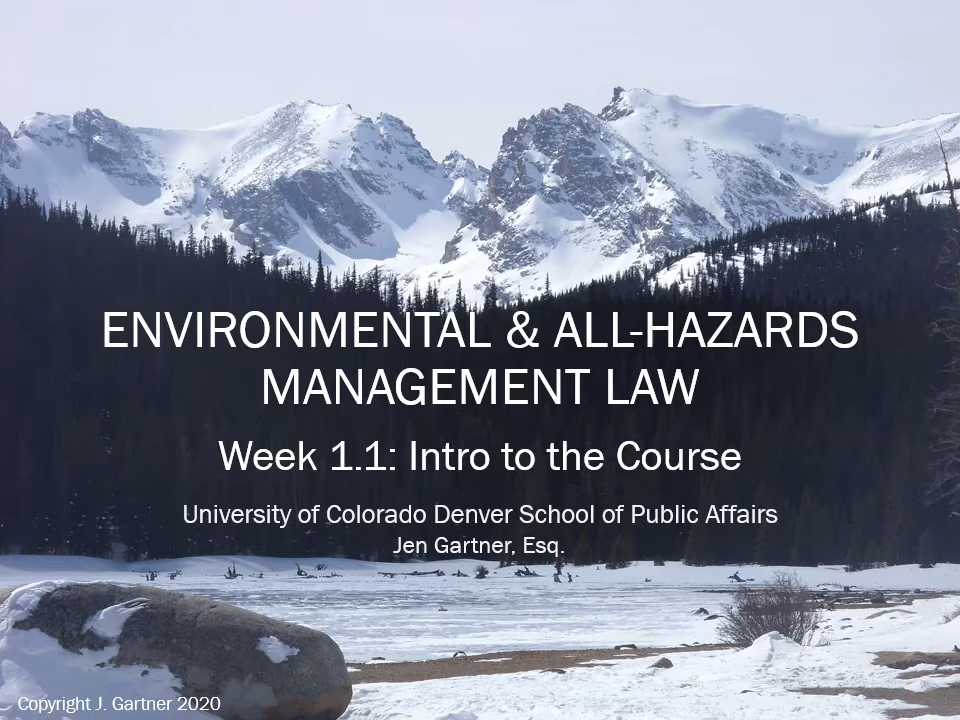 ENVIRONMENTAL & ALL-HAZARDS
MANAGEMENT LAW
Week 1.1: Intro to the Course
University of Colorado Denver School of Public Affairs
Jen Gartner, Esq.
Copyright J. Gartner 2020